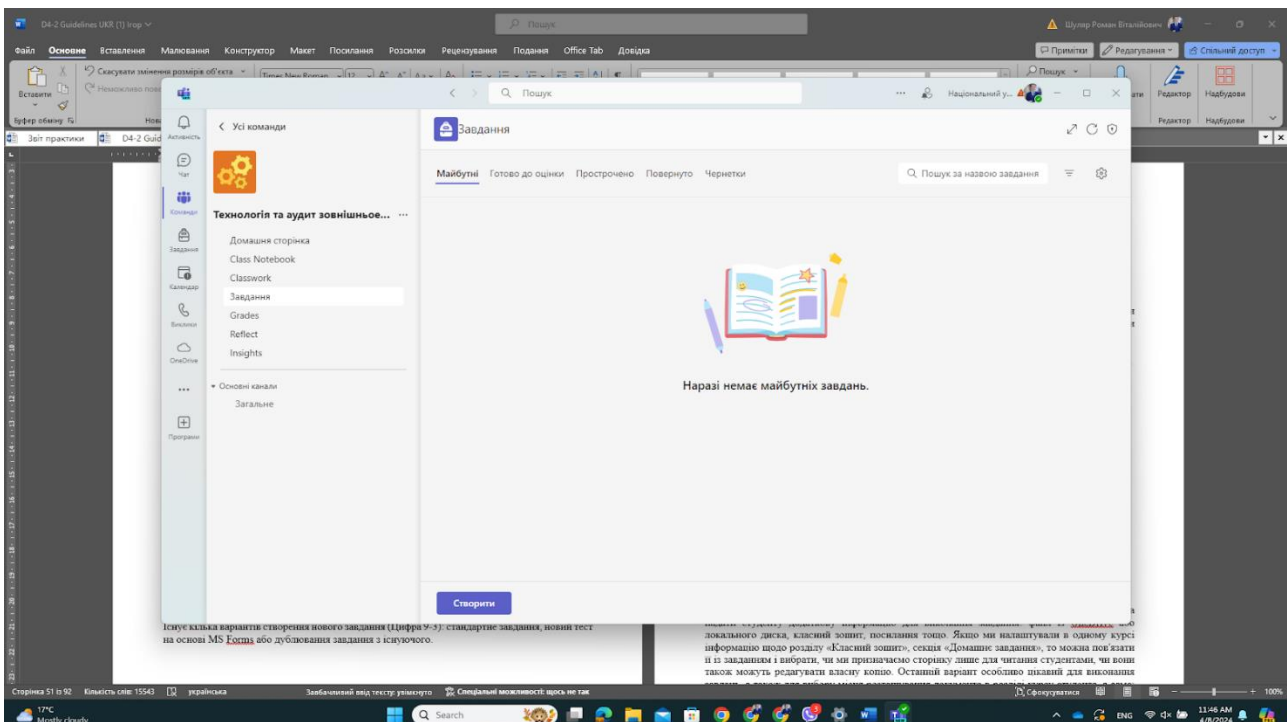 D4-2 Guidelines UKR (1) Ігор
Пошук
Шуляр Роман Віталійович
Файл Основне Вставлення Малювання Конструктор Макет Посилання Розсилки Рецензування Подання Office Tab Довідка
Примітки Редагування Спільний доступ
Вставити
Скасувати змінення розмірів об'єкта
Times New Roman 12
Пошук
Редактор Надбудови
Буфер обміну
Редактор Надбудови
Звіт практики D4-2 Guid
Пошук
Національний у...
Активність
Чат
Команди
Завдання
Календар
Виклики
OneDrive
Програми
Усі команди
Технологія та аудит зовнішньое... ...
Домашня сторінка
Class Notebook
Classwork
Завдання
Grades
Reflect
Insights
Основні канали
Загальне
Завдання
Майбутні Готово до оцінки Прострочено Повернуто Чернетки
Пошук за назвою завдання
Наразі немає майбутніх завдань.
Створити
Існує кілька варіантів створення нового завдання (Цифра 9-3): стандартне завдання, новий тест
на основі MS Forms або дублювання завдання з існуючого.
локального диска, класний зошит, посилання тощо. Якщо ми налаштували в одному курсі
інформацію щодо розділу «Класний зошит», секція «Домашнє завдання», то можна пов'язати
її із завданням і вибрати, чи ми призначаємо сторінку лише для читання студентами, чи вони
також можуть редагувати власну копію. Останній варіант особливо цікавий для виконання
Сторінка 51 із 92 Кількість слів: 15543 українська Завбачливий ввід тексту: увімкнуто Спеціальні можливості: щось не так
Сфокусуватися
100%
17°C
Mostly cloudy
Search
ENG
11:46 AM
4/8/2024